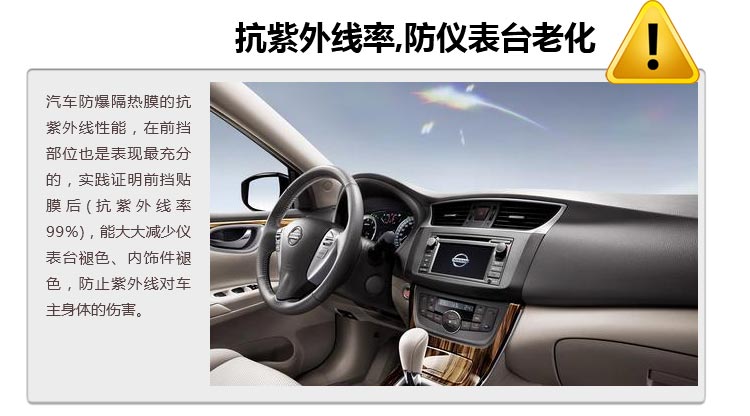 抗紫外线率,防仪表台老化
汽车防爆隔热膜的抗
紫外线性能，在前挡
部位也是表现最充分
的，实践证明前挡贴
膜后(抗紫外线率
99%)，能大大减少仪
表台褪色、内饰件褪
色，防止紫外线对车
主身体的伤害。